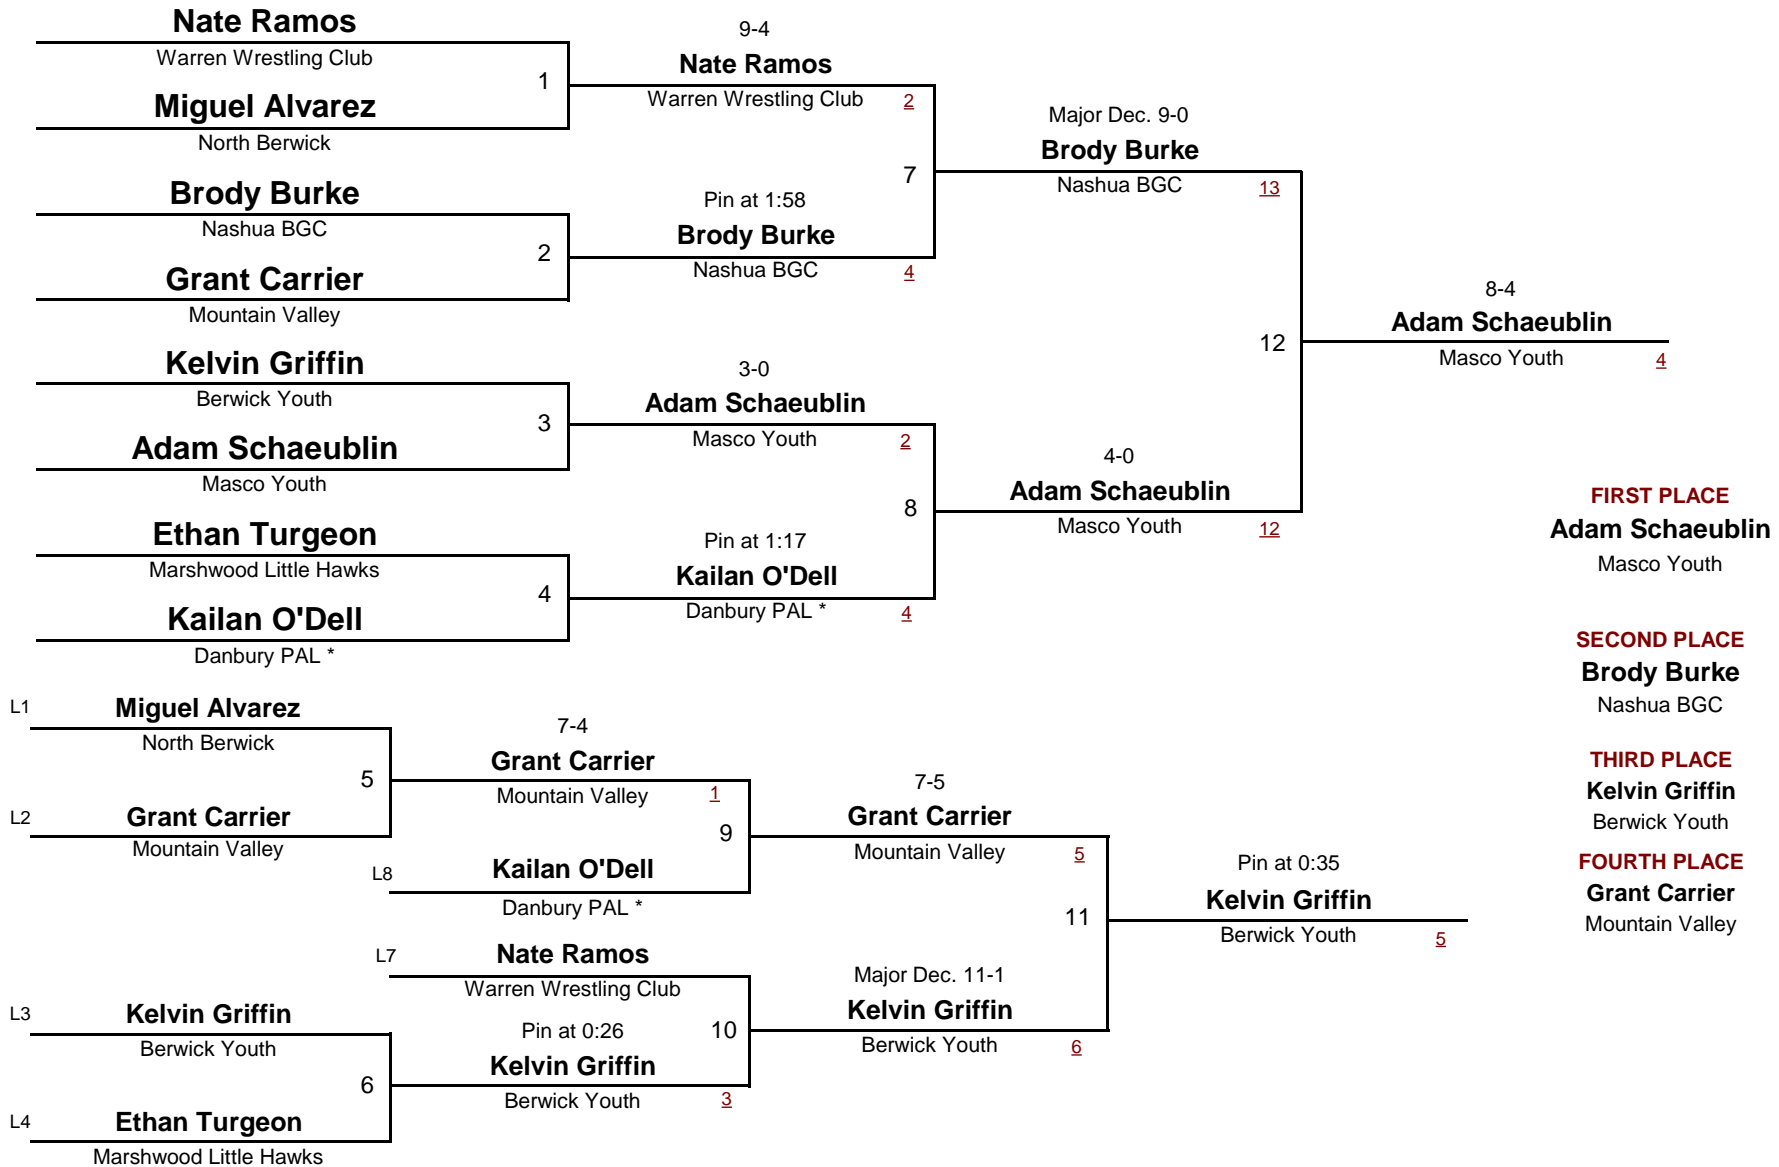 Nate Ramos
Warren Wrestling Club
1
Miguel Alvarez
North Berwick
Brody Burke
Nashua BGC
2
Grant Carrier
Mountain Valley
Kelvin Griffin
Berwick Youth
3
Adam Schaeublin
Masco Youth
Ethan Turgeon
Marshwood Little Hawks
4
Kailan O'Dell
Danbury PAL *
9-4
Nate Ramos
Warren Wrestling Club 2
7
Pin at 1:58
Brody Burke
Nashua BGC 4
3-0
Adam Schaeublin
Masco Youth 2
8
Pin at 1:17
Kailan O'Dell
Danbury PAL * 4
Major Dec. 9-0
Brody Burke
Nashua BGC 13
12
4-0
Adam Schaeublin
Masco Youth 12
8-4
Adam Schaeublin
Masco Youth 4
FIRST PLACE
Adam Schaeublin
Masco Youth
SECOND PLACE
Brody Burke
Nashua BGC
THIRD PLACE
Kelvin Griffin
Berwick Youth
FOURTH PLACE
Grant Carrier
Mountain Valley
L1 Miguel Alvarez
North Berwick
5
L2 Grant Carrier
Mountain Valley
7-4
Grant Carrier
Mountain Valley 1
9
L8 Kailan O'Dell
Danbury PAL *
L7 Nate Ramos
Warren Wrestling Club
10
L3 Kelvin Griffin
Berwick Youth
6
L4 Ethan Turgeon
Marshwood Little Hawks
Pin at 0:26
Kelvin Griffin
Berwick Youth 3
7-5
Grant Carrier
Mountain Valley 5
11
Major Dec. 11-1
Kelvin Griffin
Berwick Youth 6
Pin at 0:35
Kelvin Griffin
Berwick Youth 5